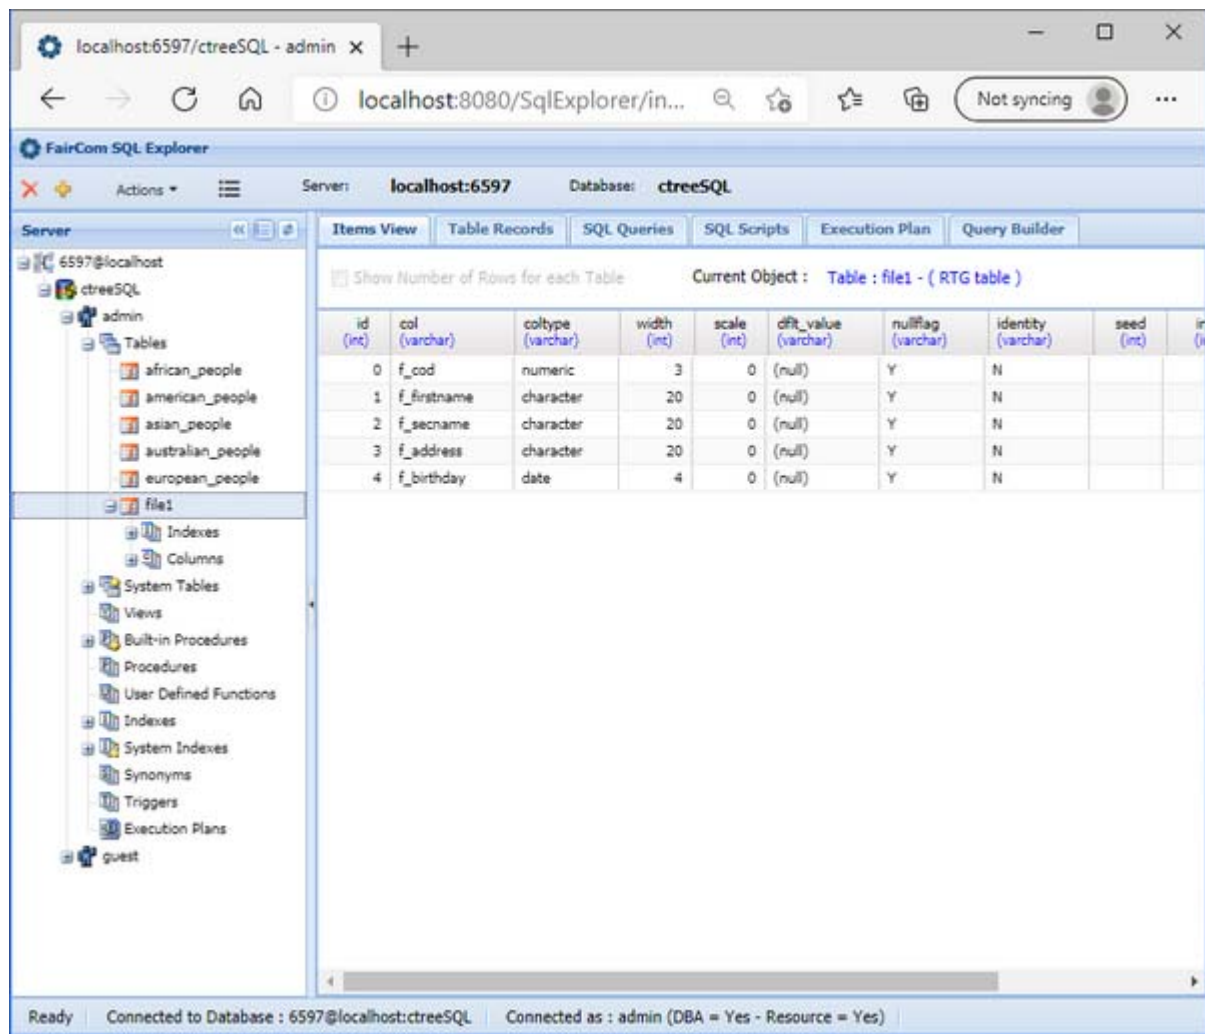 localhost:6597/ctreeSQL - admin
localhost:8080/SqlExplorer/in...
Not syncing
FairCom SQL Explorer
Actions
Server: localhost:6597 Database: ctreeSQL
Server
6597@localhost
ctreeSQL
admin
Tables
african_people
american_people
asian_people
australian_people
european_people
file1
Indexes
Columns
System Tables
Views
Built-in Procedures
Procedures
User Defined Functions
Indexes
System Indexes
Synonyms
Triggers
Execution Plans
guest
Items View Table Records SQL Queries SQL Scripts Execution Plan Query Builder
Show Number of Rows for each Table Current Object : Table : file1 - ( RTG table )
id col coltype width scale dflt_value nullflag identity seed
(int) (varchar) (varchar) (int) (int) (varchar) (varchar) (varchar) (int)
0 f_cod numeric 3 0 (null) Y N
1 f_firstname character 20 0 (null) Y N
2 f_secname character 20 0 (null) Y N
3 f_address character 20 0 (null) Y N
4 f_birthday date 4 0 (null) Y N
Ready Connected to Database : 6597@localhost:ctreeSQL Connected as : admin (DBA = Yes - Resource = Yes)